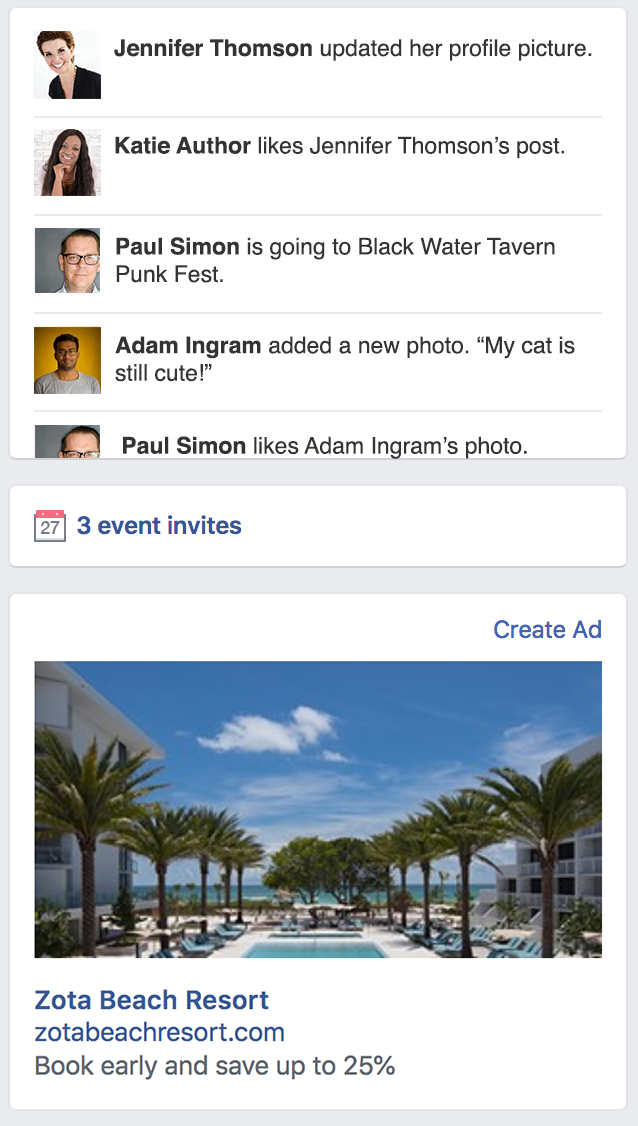 Jennifer Thomson updated her profile picture.
Katie Author likes Jennifer Thomson’s post.
Paul Simon is going to Black Water Tavern
Punk Fest.
Adam Ingram added a new photo. “My cat is
still cute!”
Paul Simon likes Adam Ingram’s photo.
27 3 event invites
Create Ad
Zota Beach Resort
zotabeachresort.com
Book early and save up to 25%